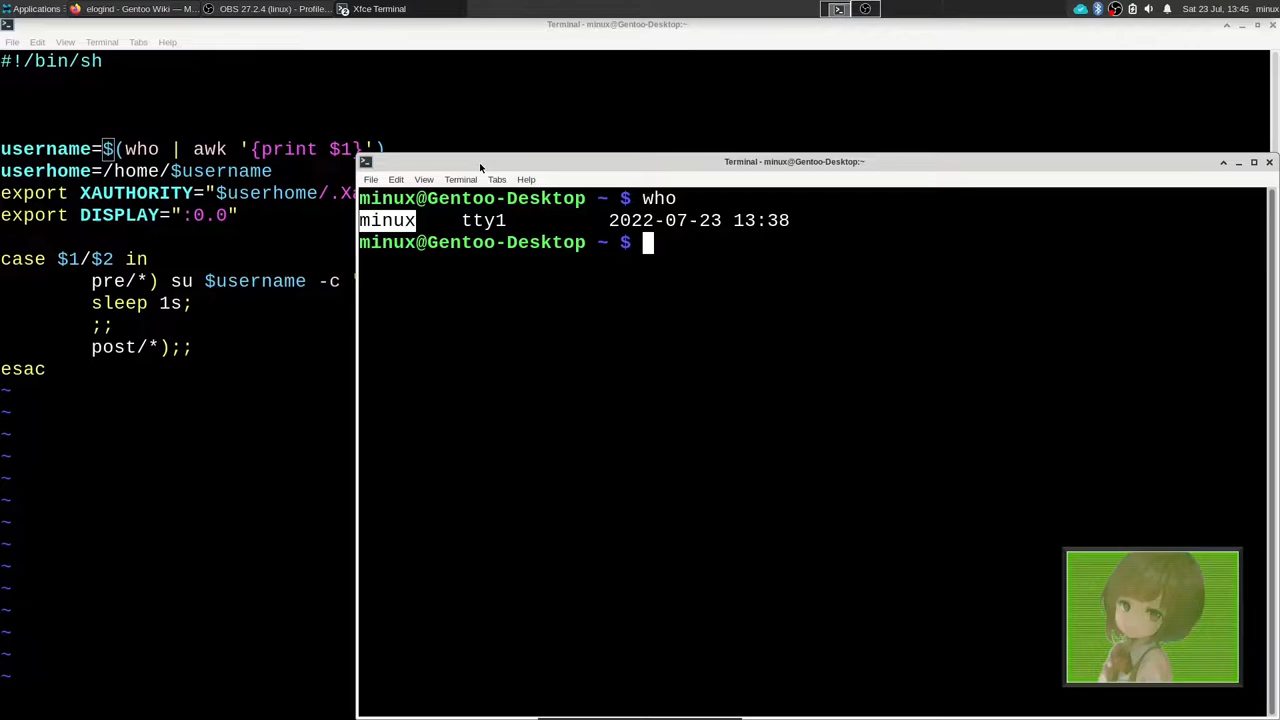 Applications
elogind - Gentoo Wiki — M...
OBS 27.2.4 (linux) - Profile...
Xfce Terminal
Sat 23 Jul, 13:45
minux
Terminal - minux@Gentoo-Desktop:~
File Edit View Terminal Tabs Help
#!/bin/sh
username=$(who | awk '{print $1}')
userhome=/home/$username
export XAUTHORITY="$userhome/.Xa
export DISPLAY=":0.0"
case $1/$2 in
pre/*) su $username -c '
sleep 1s;
;;
post/*);;
esac
~
~
~
~
~
~
~
~
~
~
~
~
~
~
Terminal - minux@Gentoo-Desktop:~
File Edit View Terminal Tabs Help
minux@Gentoo-Desktop ~ $ who
minux tty1 2022-07-23 13:38
minux@Gentoo-Desktop ~ $